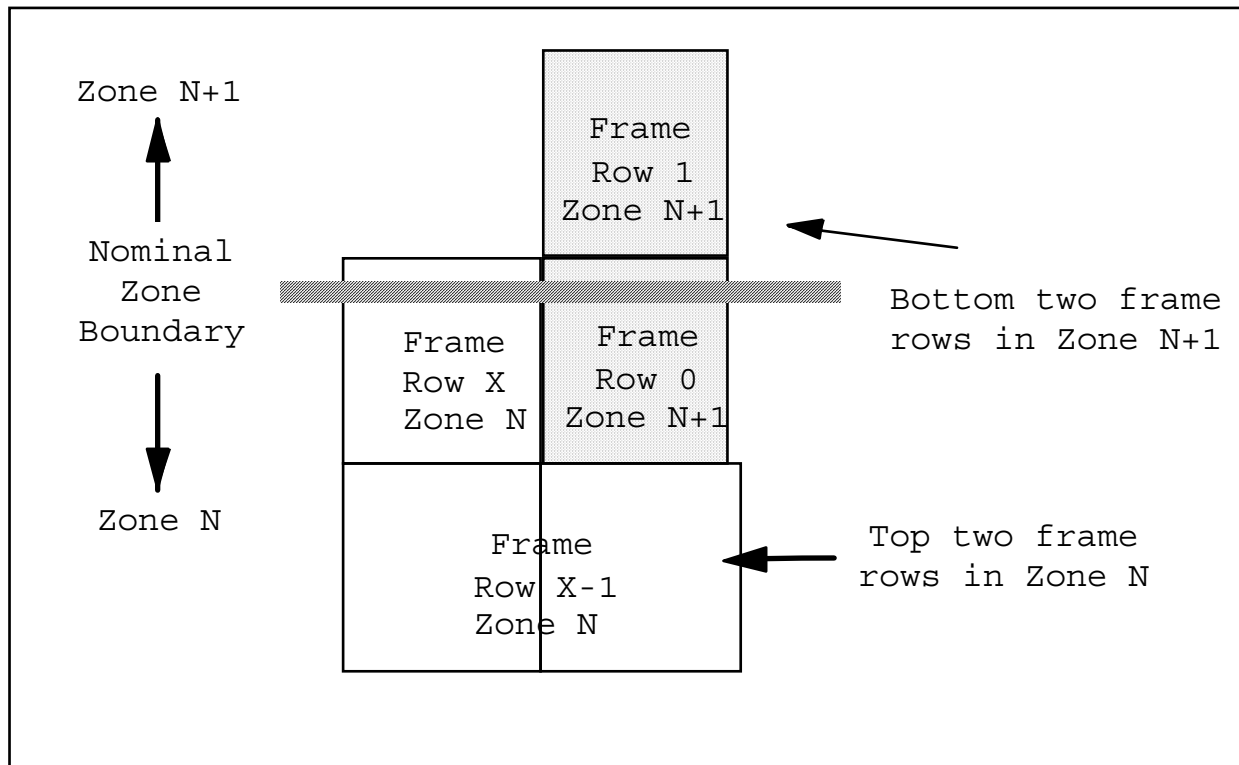 Zone N+1
Nominal
Zone
Boundary
Zone N
Frame
Row 1
Zone N+1
Frame
Row X
Zone N
Frame
Row 0
Zone N+1
Frame
Row X-1
Zone N
Bottom two frame
rows in Zone N+1
Top two frame
rows in Zone N